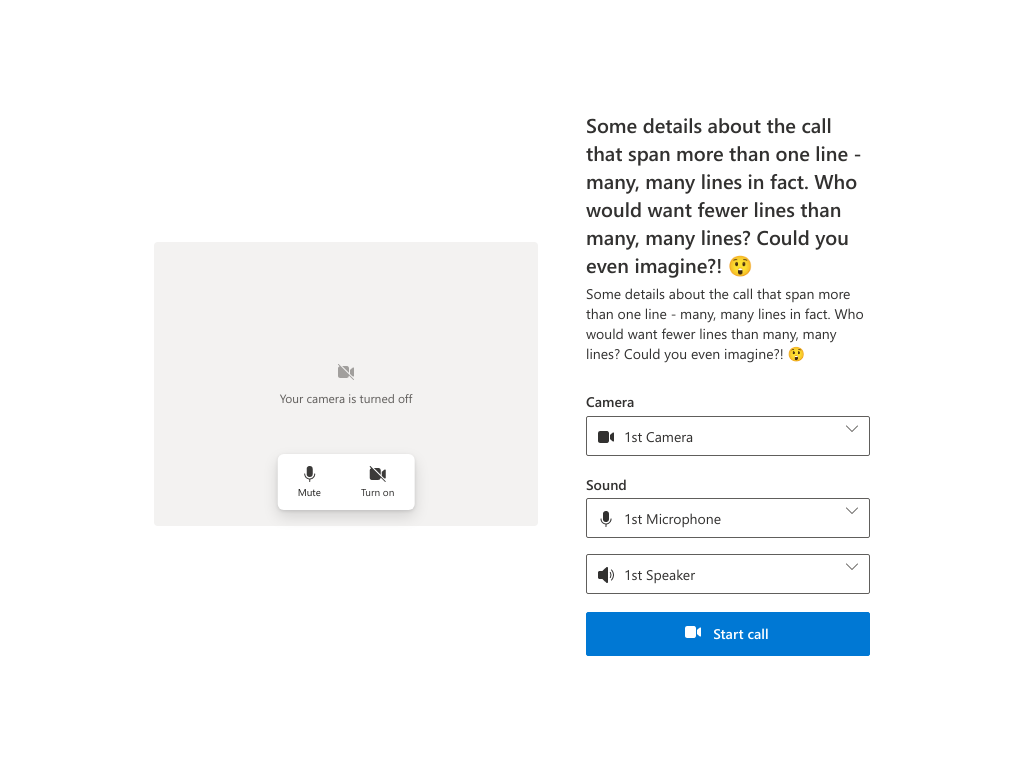 Some details about the call
that span more than one line -
many, many lines in fact. Who
would want fewer lines than
many, many lines? Could you
even imagine?! 😲
Some details about the call that span more
than one line - many, many lines in fact. Who
would want fewer lines than many, many
lines? Could you even imagine?! 😲
Your camera is turned off
Mute
Turn on
Camera
1st Camera
Sound
1st Microphone
1st Speaker
Start call